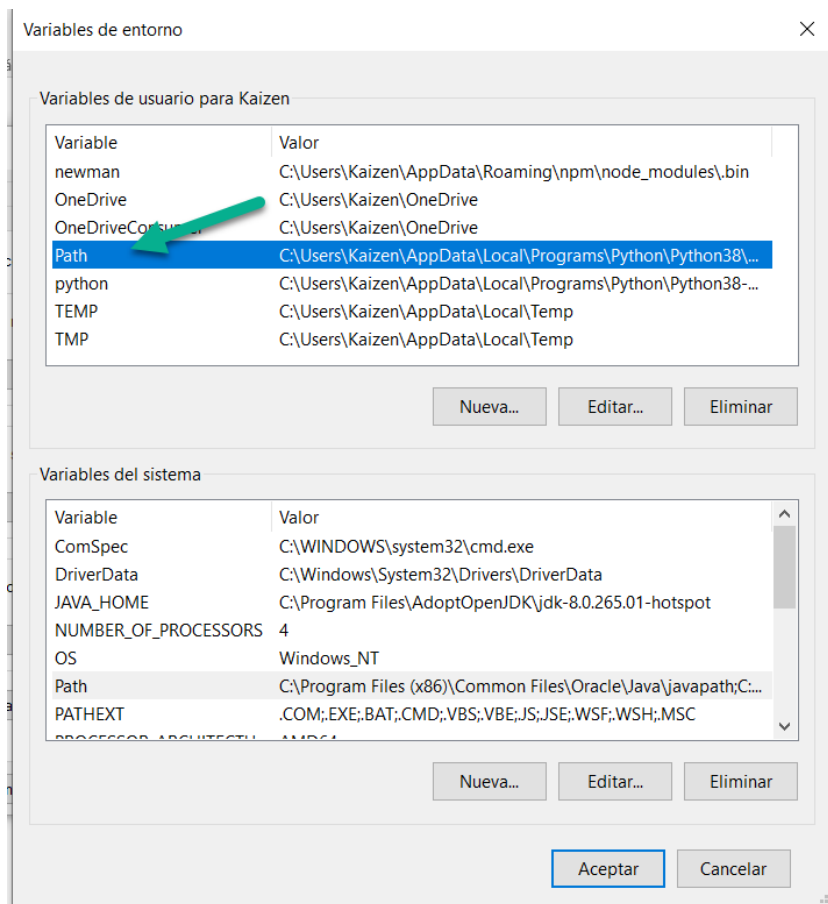 Variables de entorno
Variables de usuario para Kaizen
Variable Valor
newman C:\Users\Kaizen\AppData\Roaming\npm\node_modules\.bin
OneDrive C:\Users\Kaizen\OneDrive
OneDriveConsumer C:\Users\Kaizen\OneDrive
Path C:\Users\Kaizen\AppData\Local\Programs\Python\Python38\...
python C:\Users\Kaizen\AppData\Local\Programs\Python\Python38-...
TEMP C:\Users\Kaizen\AppData\Local\Temp
TMP C:\Users\Kaizen\AppData\Local\Temp
Nueva... Editar... Eliminar
Variables del sistema
Variable Valor
ComSpec C:\WINDOWS\system32\cmd.exe
DriverData C:\Windows\System32\Drivers\DriverData
JAVA_HOME C:\Program Files\AdoptOpenJDK\jdk-8.0.265.01-hotspot
NUMBER_OF_PROCESSORS 4
OS Windows_NT
Path C:\Program Files (x86)\Common Files\Oracle\Java\javapath;C:...
PATHEXT .COM;.EXE;.BAT;.CMD;.VBS;.VBE;.JS;.JSE;.WSF;.WSH;.MSC
PROCESSOR_ARCHITECTU... AMD64
Nueva... Editar... Eliminar
Aceptar Cancelar